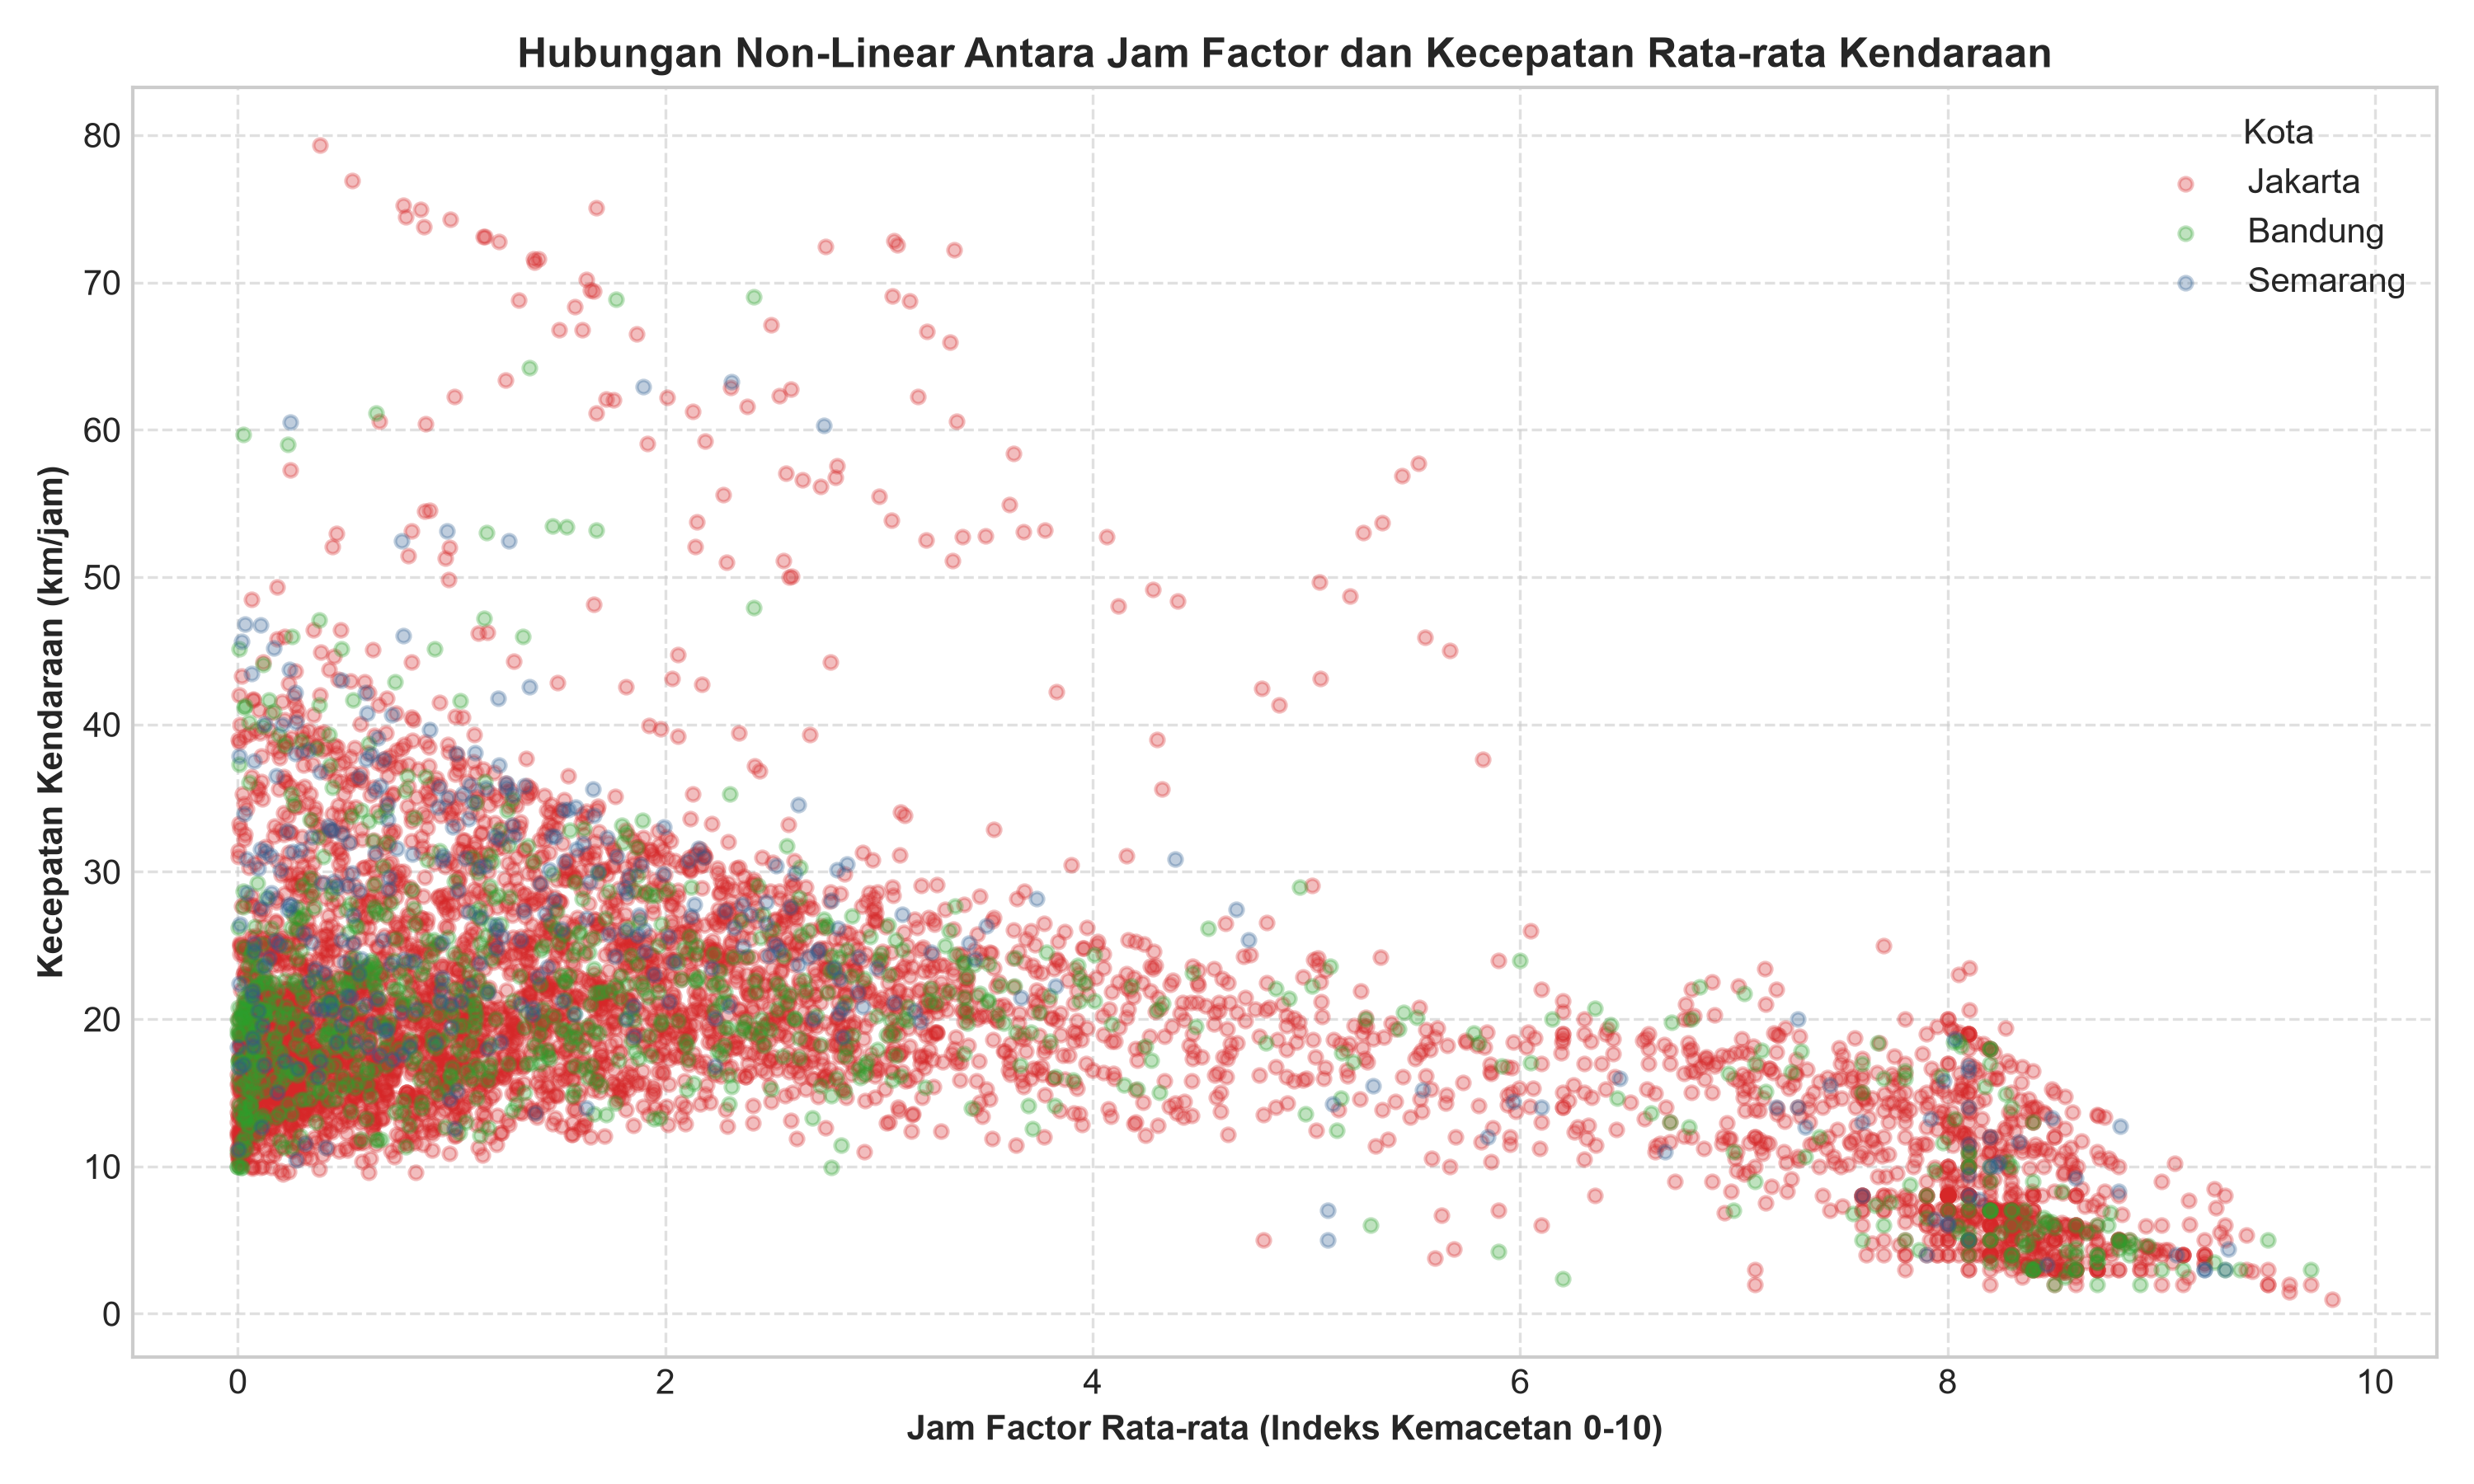 Hubungan Non-Linear Antara Jam Factor dan Kecepatan Rata-rata Kendaraan
Kecepatan Kendaraan (km/jam)
80
70
60
50
40
30
20
10
0
Kota
Jakarta
Bandung
Semarang
0 2 4 6 8 10
Jam Factor Rata-rata (Indeks Kemacetan 0-10)